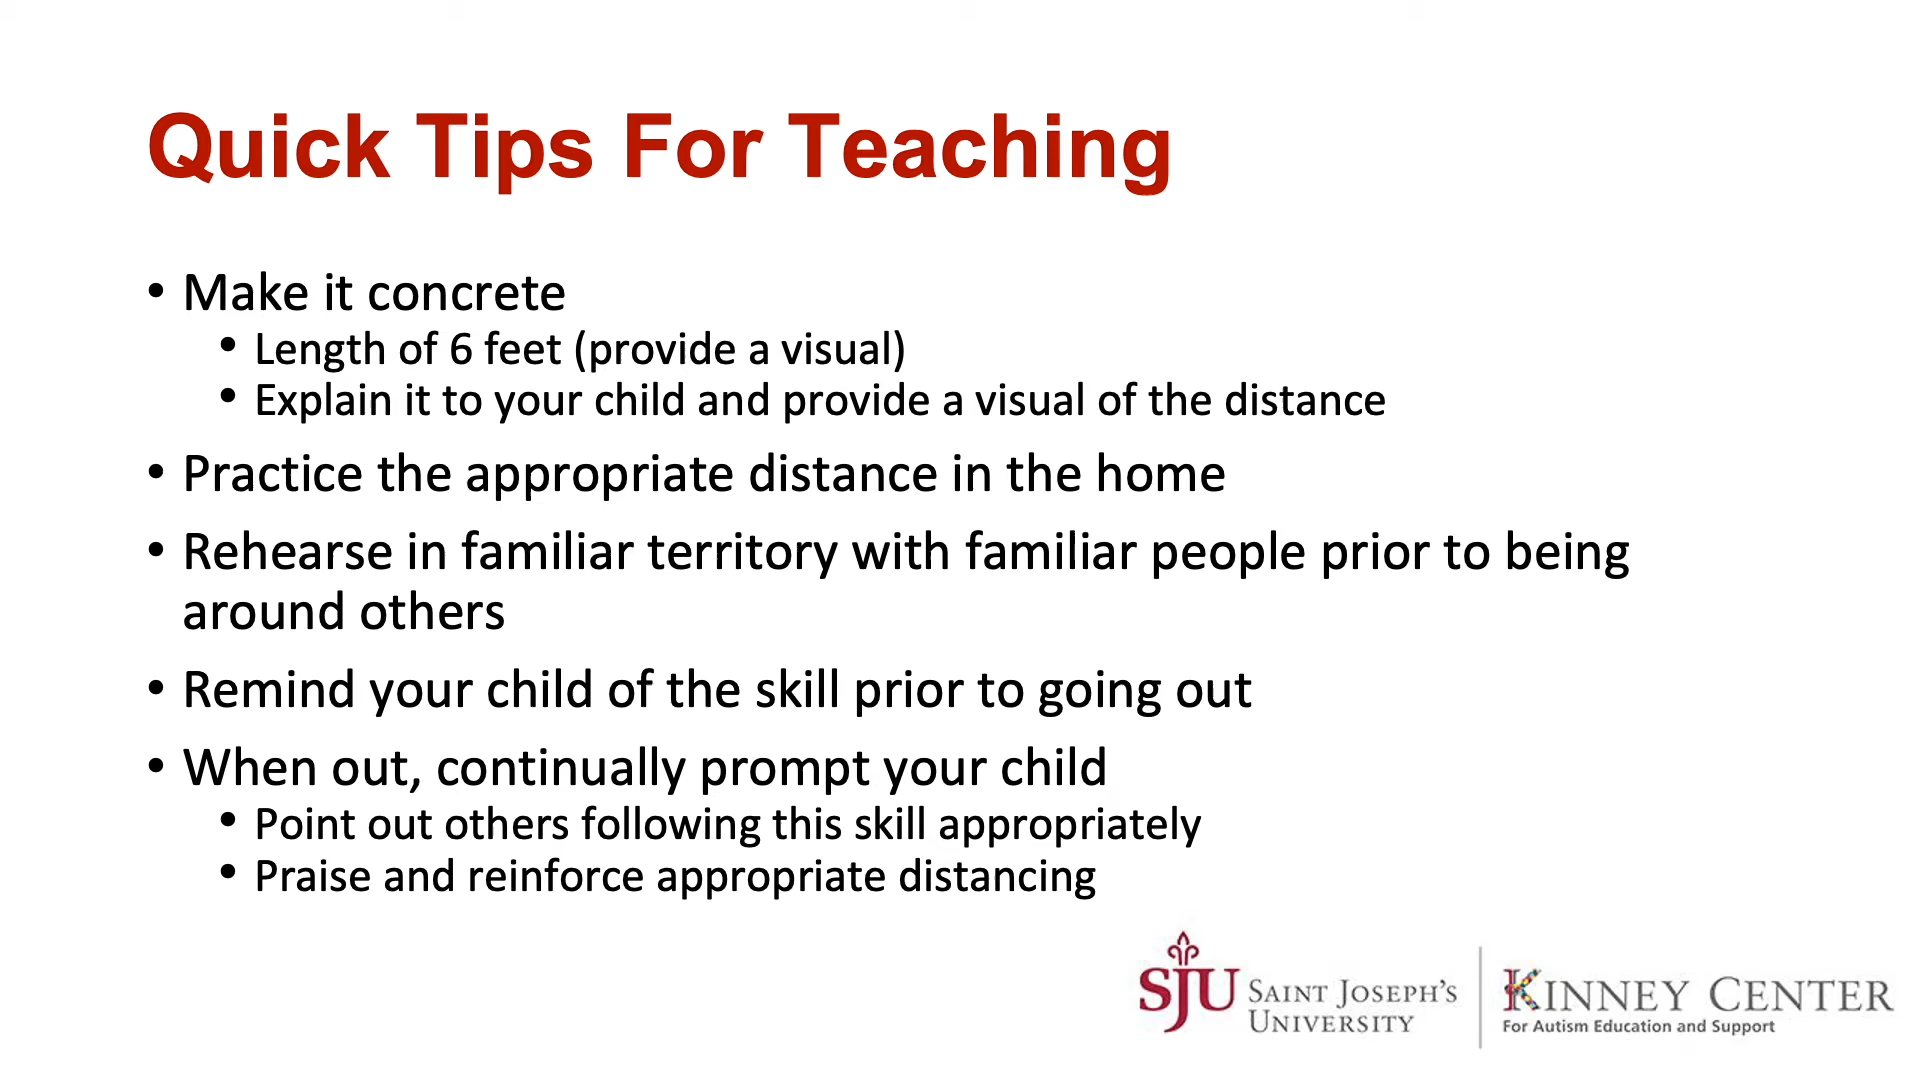 Quick Tips For Teaching
• Make it concrete
• Length of 6 feet (provide a visual)
• Explain it to your child and provide a visual of the distance
• Practice the appropriate distance in the home
• Rehearse in familiar territory with familiar people prior to being
around others
• Remind your child of the skill prior to going out
• When out, continually prompt your child
• Point out others following this skill appropriately
• Praise and reinforce appropriate distancing
SJU SAINT JOSEPH'S
UNIVERSITY
KINNEY CENTER
For Autism Education and Support